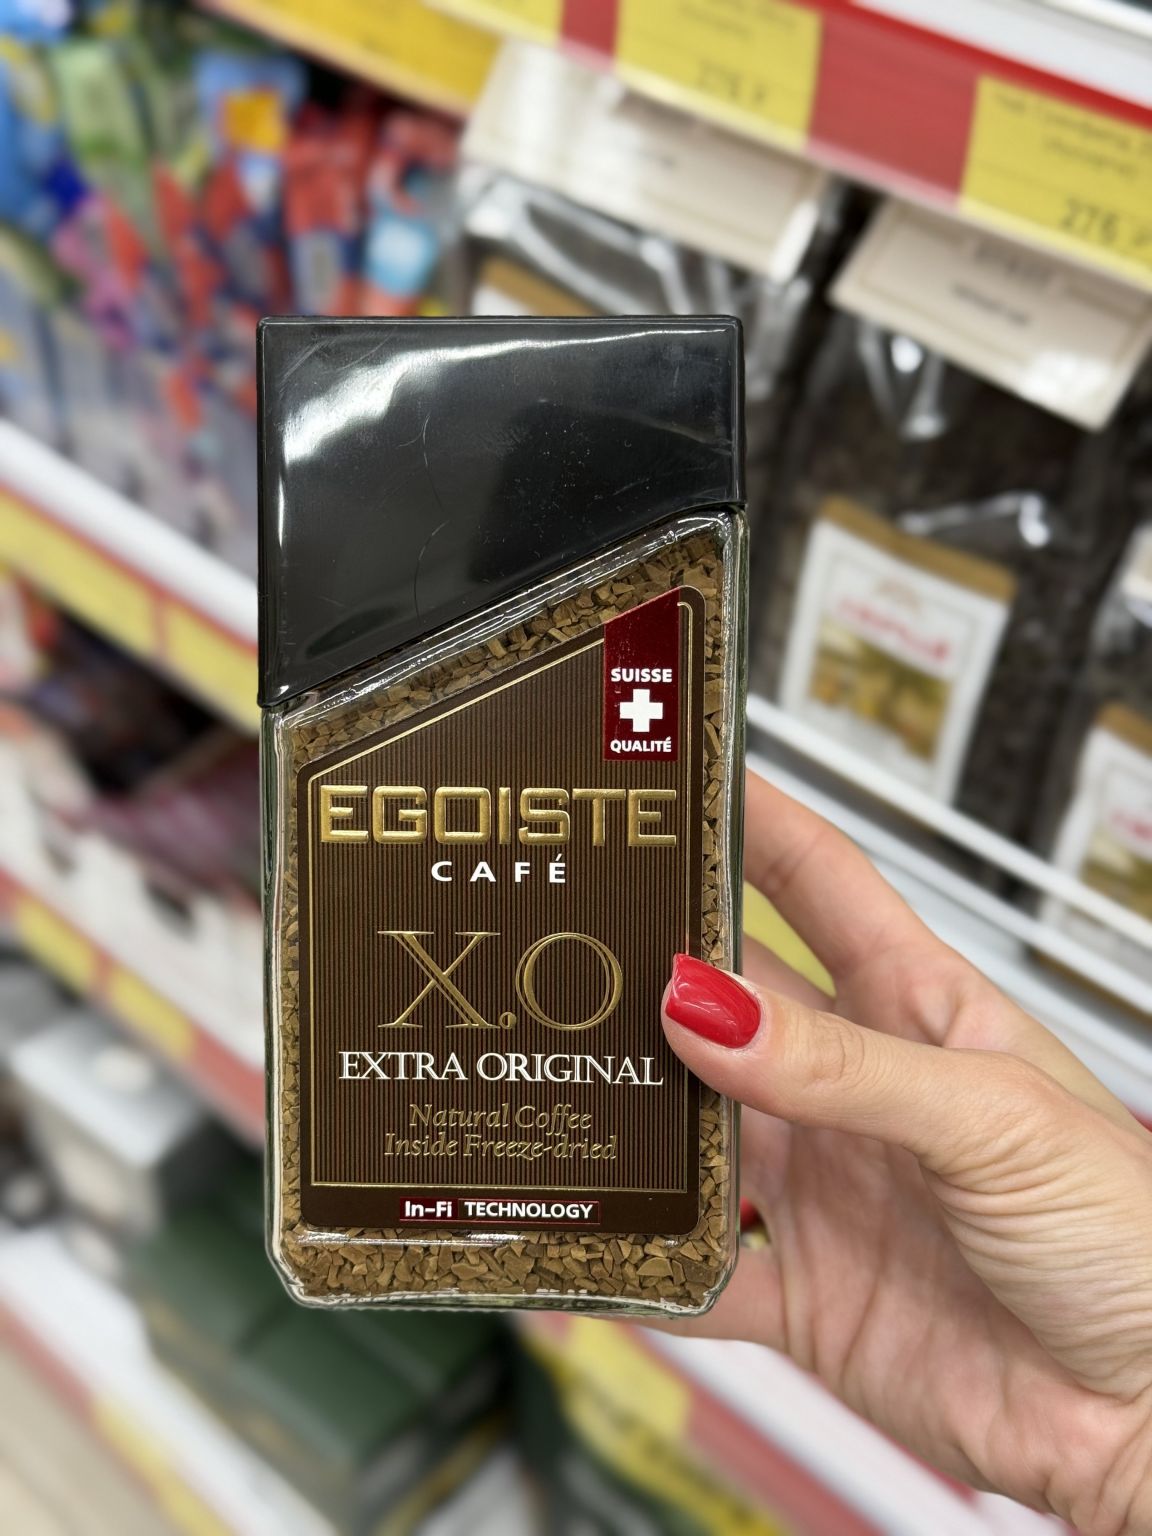 SUISSE
QUALITÉ
EGOISTE
CAFÉ
X.O
EXTRA ORIGINAL
Natural Coffee
Inside Freeze-dried
In-Fi TECHNOLOGY